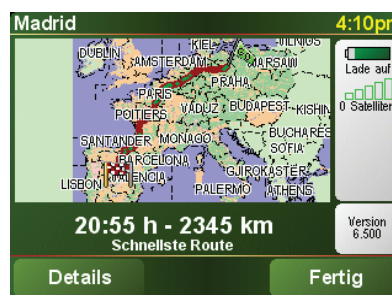 Madrid 4:10pm
DUBLIN KIEL VILNIUS
AMSTERDAM WARSAW
PRAHA
PARIS
POITIERS VADUZ BUDAPEST KISHIN
BUCHARES
SANTANDER MONACO SOFIA
BARCELONA GJIROKASTER
VALENCIA
LISBON PALERMO ATHENS
Lade auf
0 Satelliten
20:55 h - 2345 km
Schnellste Route
Version
6.500
Details Fertig